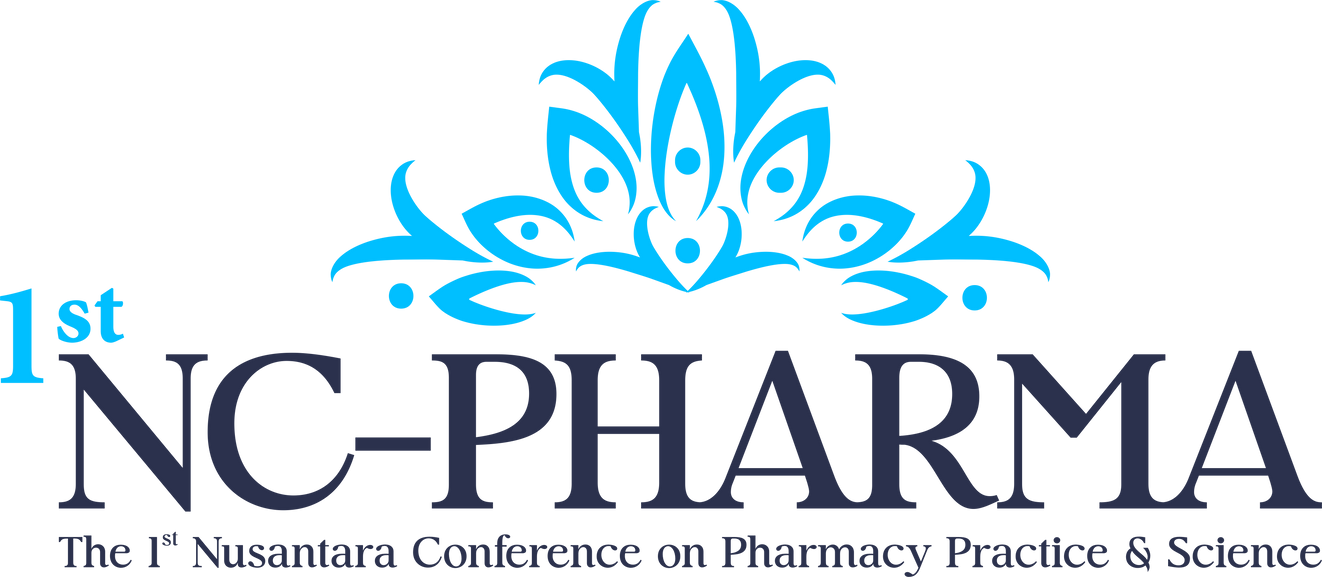 1st
NC-PHARMA
The 1st Nusantara Conference on Pharmacy Practice & Science